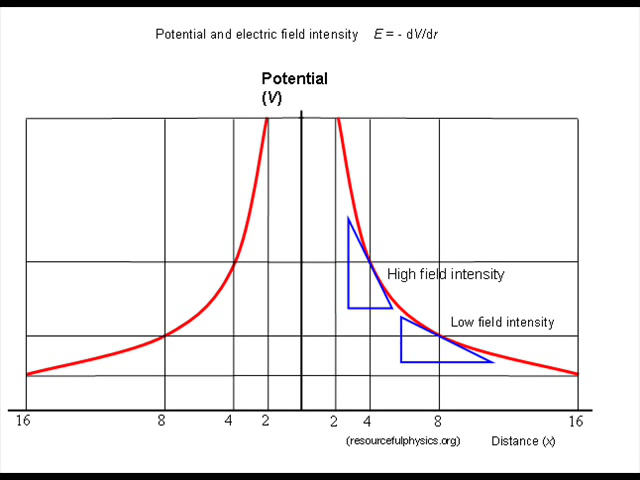 Potential and electric field intensity E = - dV/dr
Potential
(V)
High field intensity
Low field intensity
16 8 4 2 2 4 8 16
(resourcefulphysics.org) Distance (x)